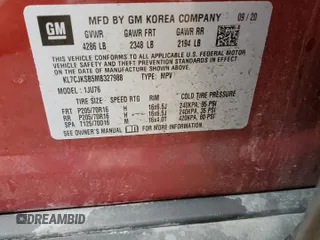 GM
MFD BY GM KOREA COMPANY 09/20
GVWR GAWR FRT GAWR RR
4286 LB 2348 LB 2194 LB
THIS VEHICLE CONFORMS TO ALL APPLICABLE
U.S. FEDERAL MOTOR VEHICLE SAFETY, BUMPER, AND
THEFT PREVENTION STANDARDS IN EFFECT ON THE
DATE OF MANUFACTURE SHOWN ABOVE.
TYPE: MPV
MODEL: 1JU76
TIRE SIZE SPEED RTG RIM COLD TIRE PRESSURE
FRT P205/70R16 H 16x6.5J 240KPA, 35 PSI
RR P205/70R16 H 16x6.5J 240KPA, 35 PSI
SPA T125/70D16 M 16x4.0T 420KPA, 60 PSI
SEE OWNER'S MANUAL FOR MORE INFORMATION.
DREAMBID